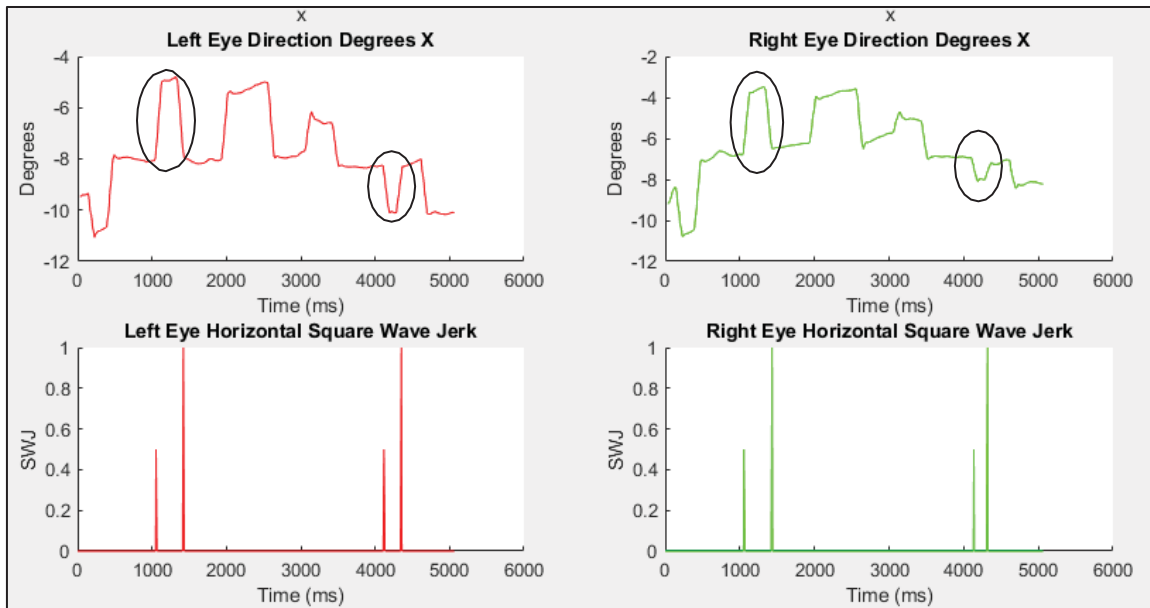 x
Left Eye Direction Degrees X
-4
-6
-8
-10
-12
Degrees
0 1000 2000 3000 4000 5000 6000
Time (ms)
x
Right Eye Direction Degrees X
-2
-4
-6
-8
-10
-12
Degrees
0 1000 2000 3000 4000 5000 6000
Time (ms)
Left Eye Horizontal Square Wave Jerk
1
0.8
0.6
0.4
0.2
0
SWJ
0 1000 2000 3000 4000 5000 6000
Time (ms)
Right Eye Horizontal Square Wave Jerk
1
0.8
0.6
0.4
0.2
0
SWJ
0 1000 2000 3000 4000 5000 6000
Time (ms)